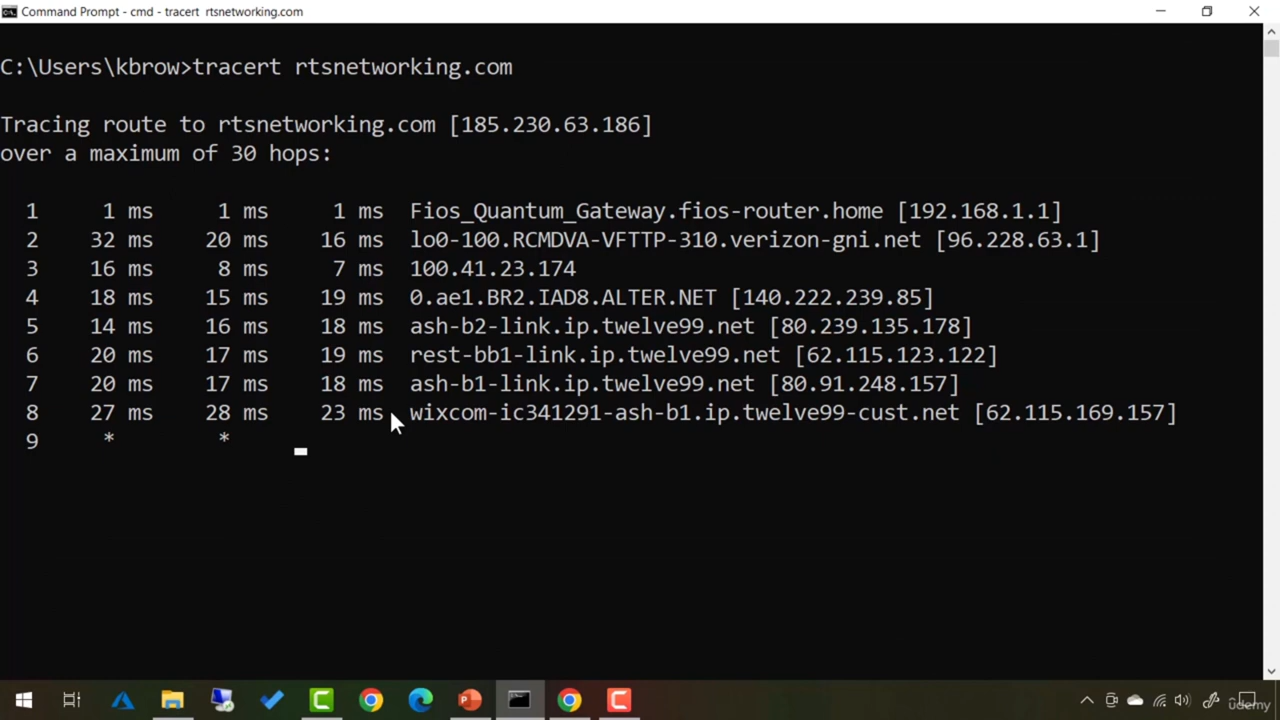 Command Prompt - cmd - tracert  rtsnetworking.com
C:\Users\kbrow>tracert rtsnetworking.com
Tracing route to rtsnetworking.com [185.230.63.186]
over a maximum of 30 hops:
1     1 ms     1 ms     1 ms  Fios_Quantum_Gateway.fios-router.home [192.168.1.1]
2    32 ms    20 ms    16 ms  lo0-100.RCMDVA-VFTTP-310.verizon-gni.net [96.228.63.1]
3    16 ms     8 ms     7 ms  100.41.23.174
4    18 ms    15 ms    19 ms  0.ae1.BR2.IAD8.ALTER.NET [140.222.239.85]
5    14 ms    16 ms    18 ms  ash-b2-link.ip.twelve99.net [80.239.135.178]
6    20 ms    17 ms    19 ms  rest-bb1-link.ip.twelve99.net [62.115.123.122]
7    20 ms    17 ms    18 ms  ash-b1-link.ip.twelve99.net [80.91.248.157]
8    27 ms    28 ms    23 ms  wixcom-ic341291-ash-b1.ip.twelve99-cust.net [62.115.169.157]
9     *        *
udemy